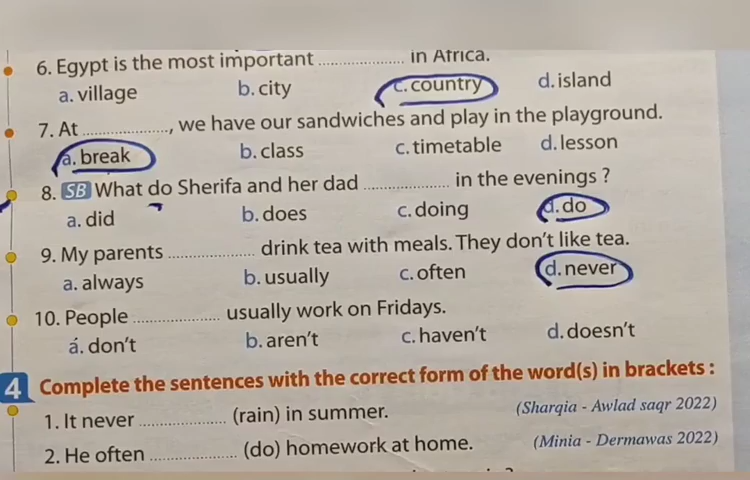 6. Egypt is the most important .................... in Africa.
a. village b. city c. country d. island
7. At ...................., we have our sandwiches and play in the playground.
a. break b. class c. timetable d. lesson
8. SB What do Sherifa and her dad .................... in the evenings ?
a. did b. does c. doing d. do
9. My parents .................... drink tea with meals. They don't like tea.
a. always b. usually c. often d. never
10. People .................... usually work on Fridays.
a. don't b. aren't c. haven't d. doesn't
4 Complete the sentences with the correct form of the word(s) in brackets :
1. It never .................... (rain) in summer. (Sharqia - Awlad saqr 2022)
2. He often .................... (do) homework at home. (Minia - Dermawas 2022)